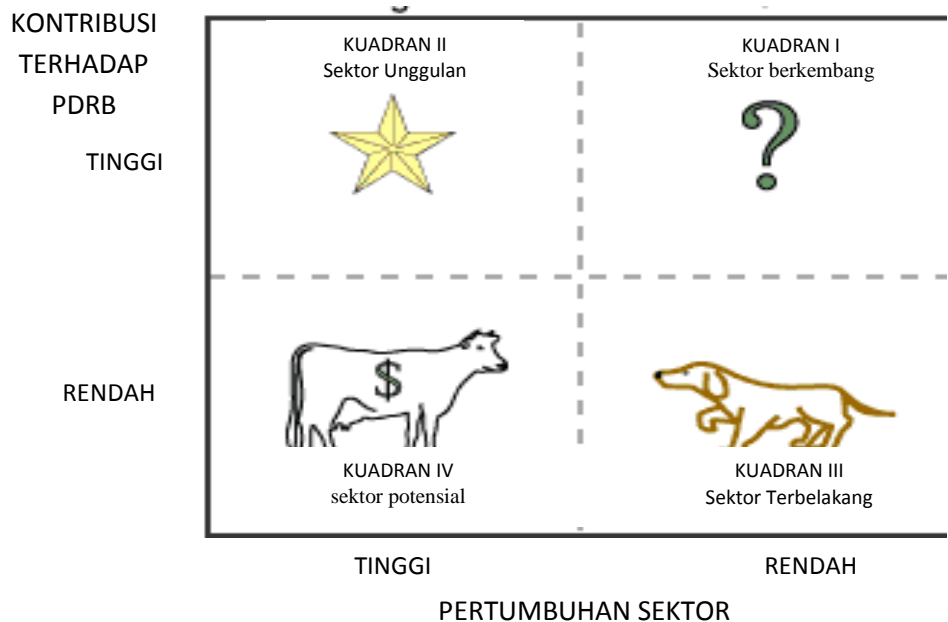 KONTRIBUSI
TERHADAP
PDRB
TINGGI
KUADRAN II
Sektor Unggulan
KUADRAN I
Sektor berkembang
?
RENDAH
$
KUADRAN IV
sektor potensial
KUADRAN III
Sektor Terbelakang
TINGGI
RENDAH
PERTUMBUHAN SEKTOR